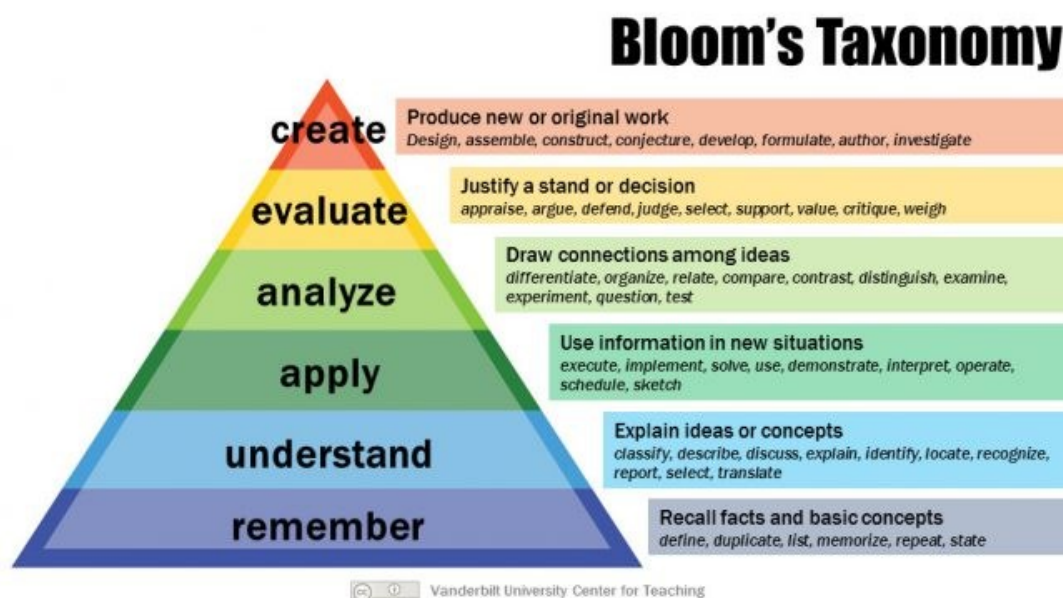 Bloom's Taxonomy
create
Produce new or original work
Design, assemble, construct, conjecture, develop, formulate, author, investigate
evaluate
Justify a stand or decision
appraise, argue, defend, judge, select, support, value, critique, weigh
analyze
Draw connections among ideas
differentiate, organize, relate, compare, contrast, distinguish, examine,
experiment, question, test
apply
Use information in new situations
execute, implement, solve, use, demonstrate, interpret, operate,
schedule, sketch
understand
Explain ideas or concepts
classify, describe, discuss, explain, identify, locate, recognize,
report, select, translate
remember
Recall facts and basic concepts
define, duplicate, list, memorize, repeat, state
cc Vanderbilt University Center for Teaching